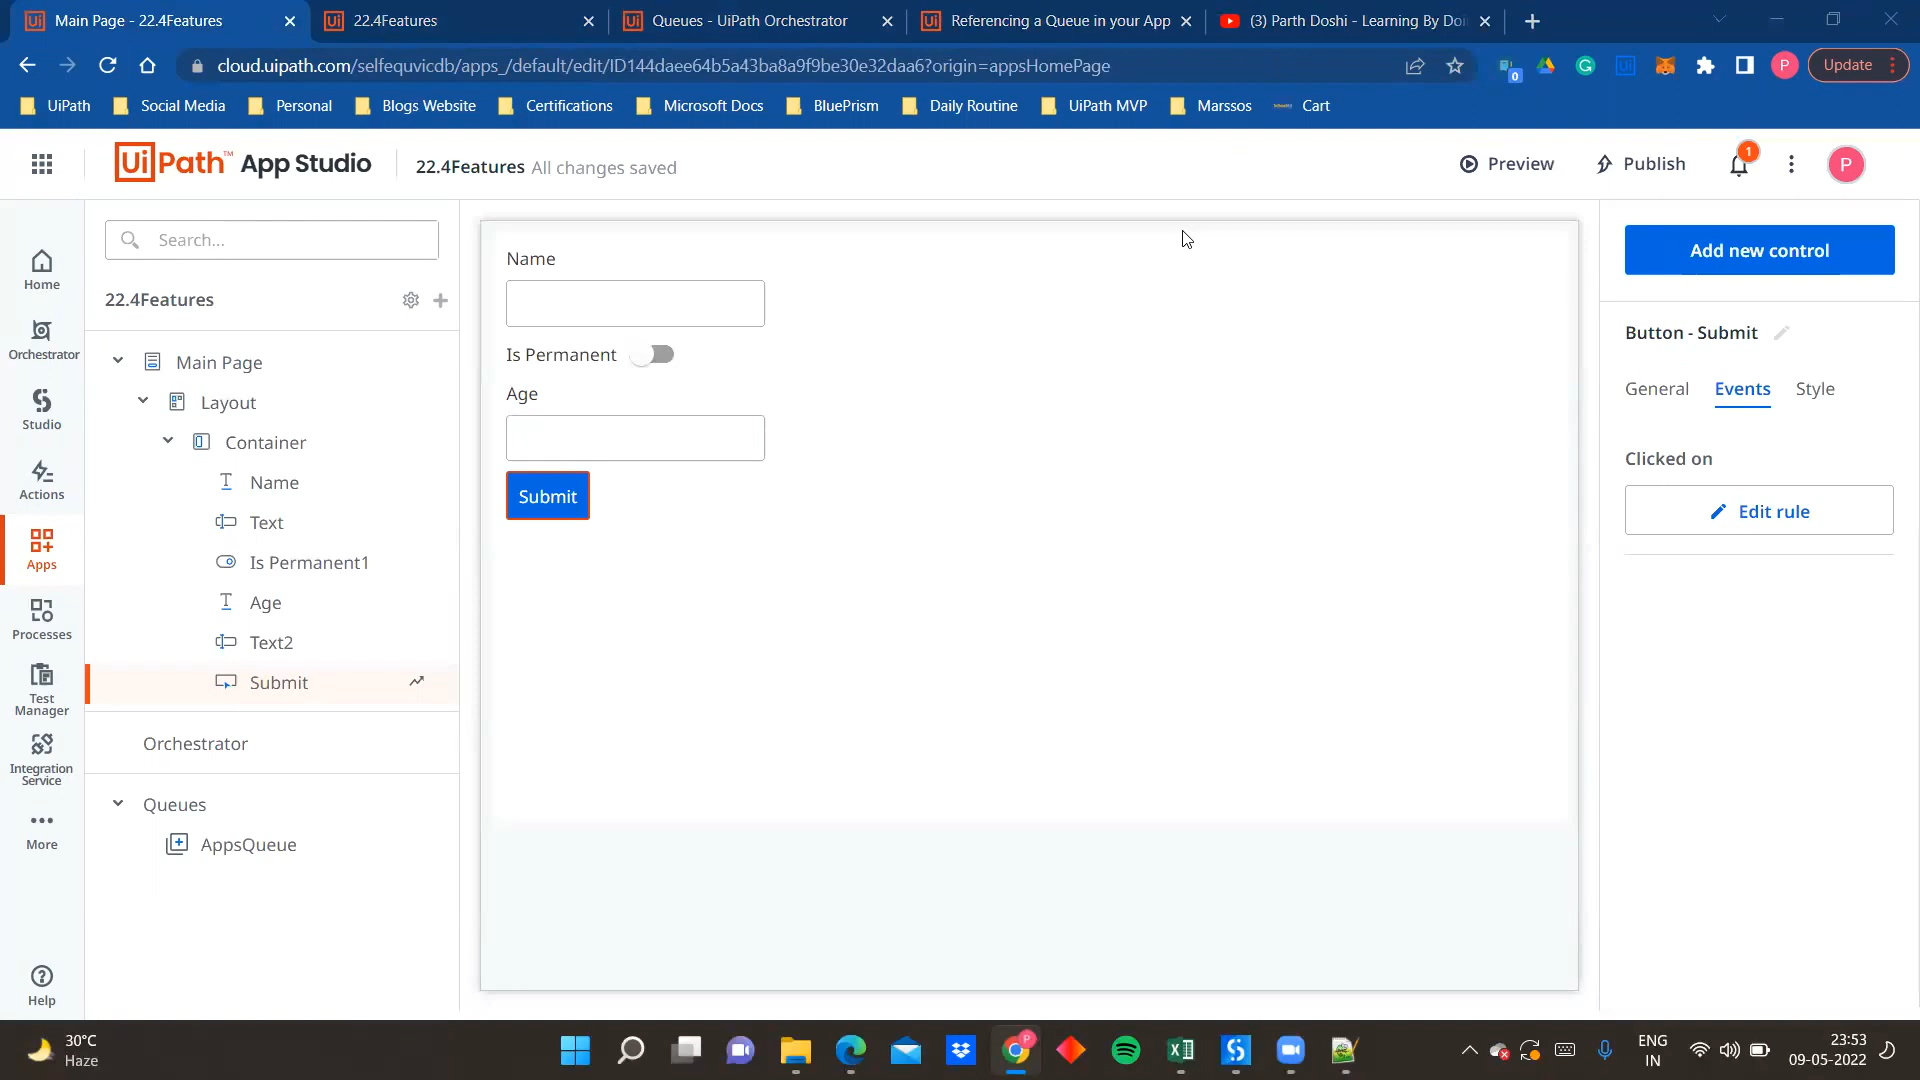 Main Page - 22.4Features
22.4Features
Queues - UiPath Orchestrator
Referencing a Queue in your App
(3) Parth Doshi - Learning By Doi
cloud.uipath.com/selfequvicdb/apps_/default/edit/ID144daee64b5a43ba8a9f9be30e32daa6?origin=appsHomePage
0
P
Update
UiPath
Social Media
Personal
Blogs Website
Certifications
Microsoft Docs
BluePrism
Daily Routine
UiPath MVP
Marssos
Cart
UiPath™ App Studio
22.4Features All changes saved
Preview
Publish
1
P
Home
Orchestrator
Studio
Actions
Apps
Processes
Test
Manager
Integration
Service
More
Help
Search...
22.4Features
Main Page
Layout
Container
Name
Text
Is Permanent1
Age
Text2
Submit
Orchestrator
Queues
AppsQueue
Name
Is Permanent
Age
Submit
Add new control
Button - Submit
General
Events
Style
Clicked on
Edit rule
30°C
Haze
ENG
IN
23:53
09-05-2022